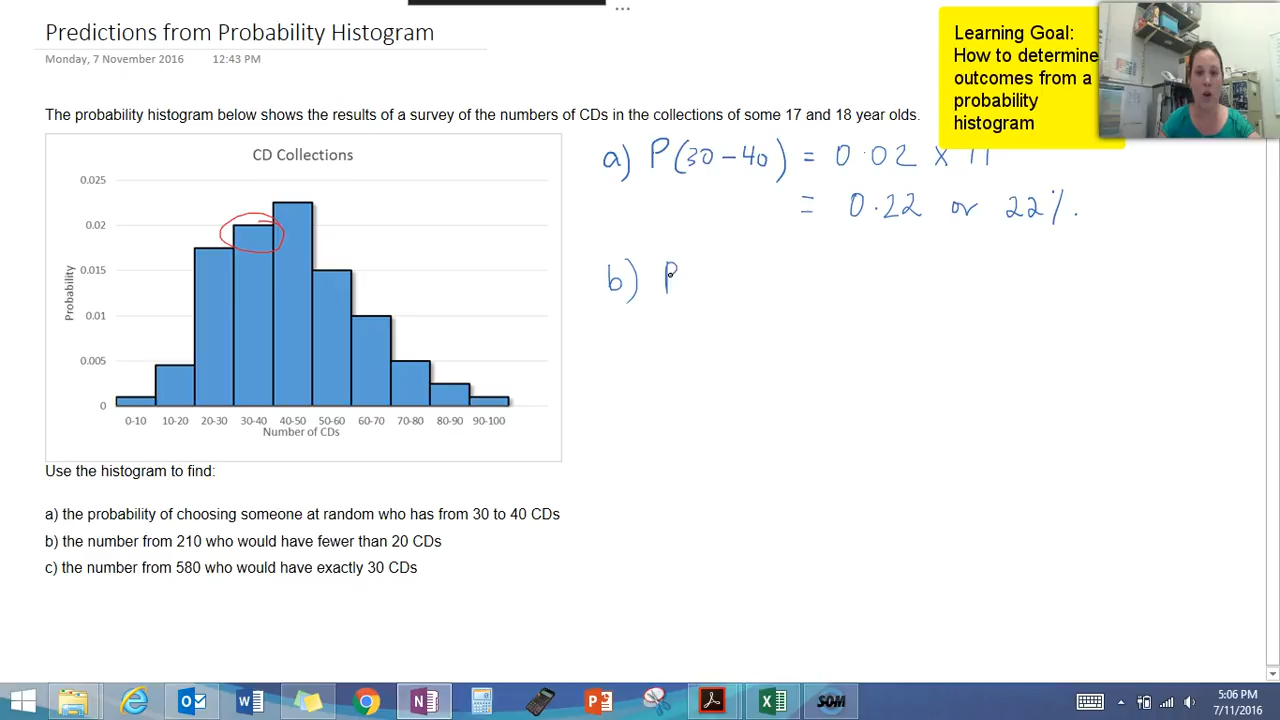 Predictions from Probability Histogram
Monday, 7 November 2016 12:43 PM
Learning Goal:
How to determine
outcomes from a
probability
histogram
The probability histogram below shows the results of a survey of the numbers of CDs in the collections of some 17 and 18 year olds.
CD Collections
0.025
0.02
0.015
0.01
0.005
0
Probability
0-10 10-20 20-30 30-40 40-50 50-60 60-70 70-80 80-90 90-100
Number of CDs
a) P(30-40) = 0.02 x 11
= 0.22 or 22%.
b) P
Use the histogram to find:
a) the probability of choosing someone at random who has from 30 to 40 CDs
b) the number from 210 who would have fewer than 20 CDs
c) the number from 580 who would have exactly 30 CDs
SOM
5:06 PM
7/11/2016